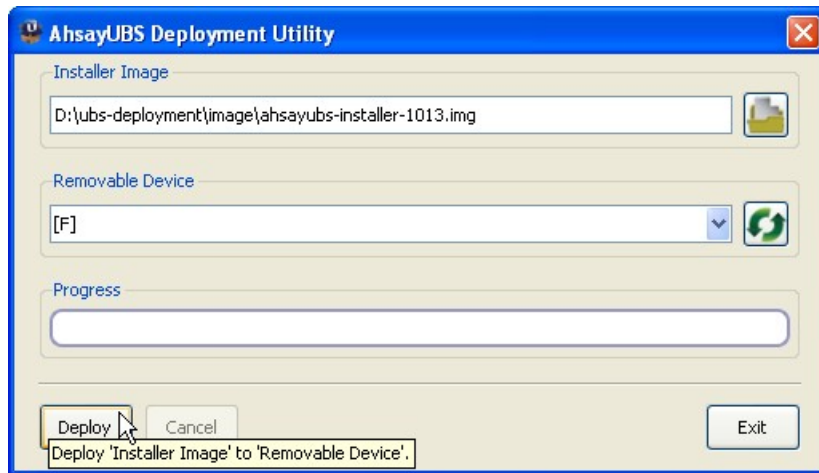 AhsayUBS Deployment Utility
Installer Image
D:\ubs-deployment\image\ahsayubs-installer-1013.img
Removable Device
[F]
Progress
Deploy Cancel Exit
Deploy 'Installer Image' to 'Removable Device'.